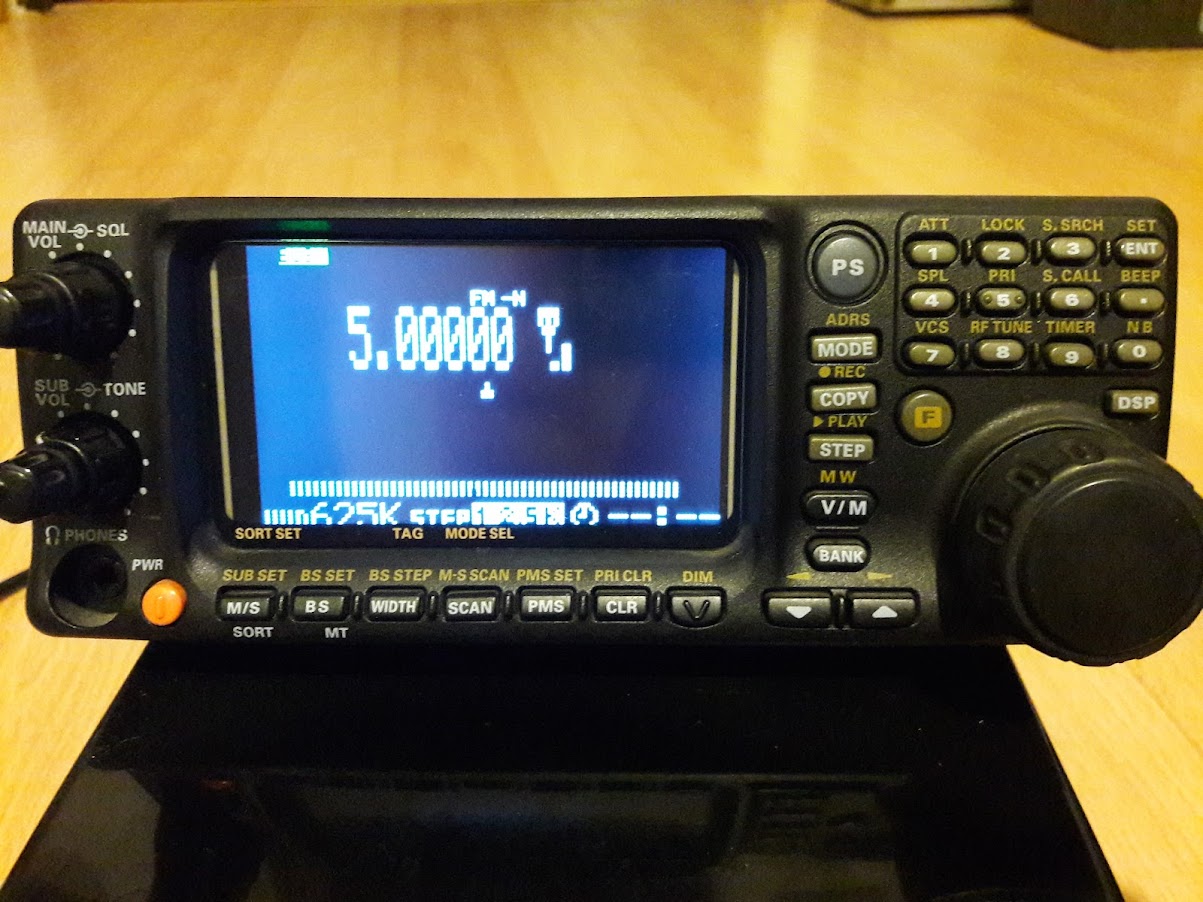 MAIN VOL SQL
SUB VOL TONE
PHONES
PWR
FM-N
5.00000
625K STEP
--:--
SORT SET TAG MODE SEL
SUB SET BS SET BS STEP M-S SCAN PMS SET PRI CLR DIM
M/S BS WIDTH SCAN PMS CLR V
SORT MT
PS
ADRS
MODE
REC
COPY
PLAY
STEP
MW
V/M
BANK
ATT LOCK S.SRCH SET
1 2 3 ENT
SPL PRI S.CALL BEEP
4 5 6 .
VCS RF TUNE TIMER NB
7 8 9 0
F
DSP